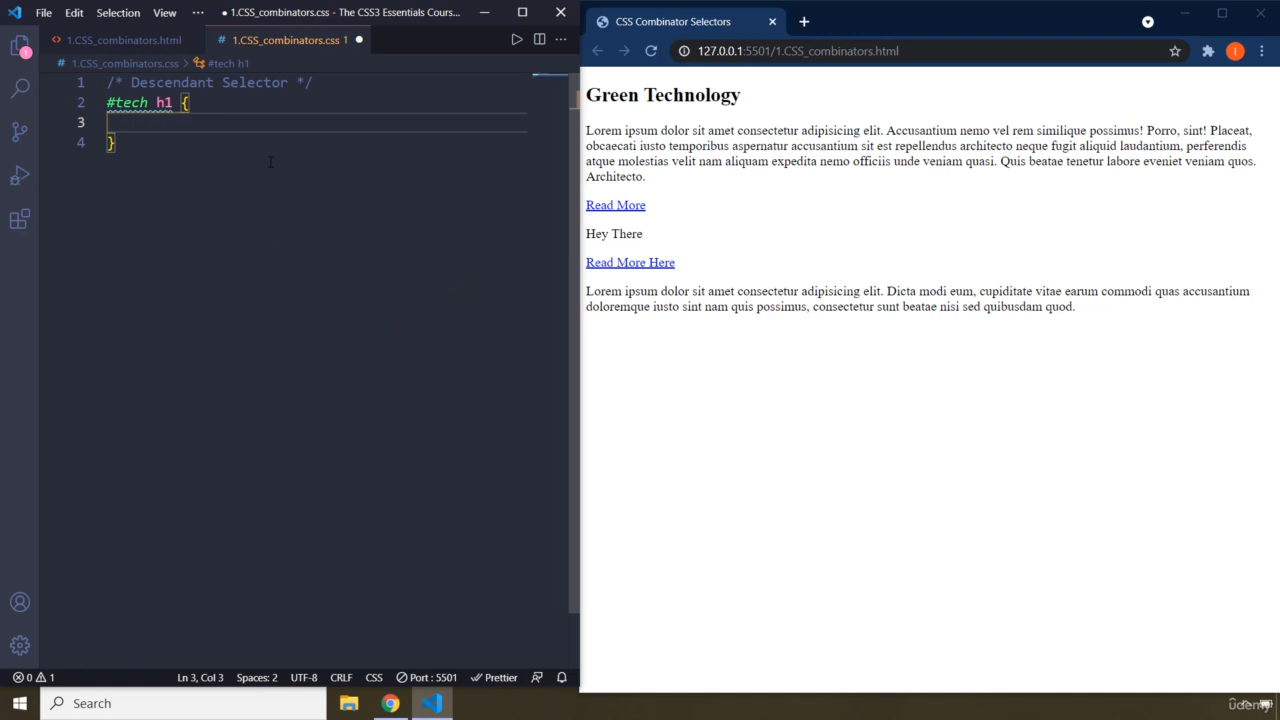 File Edit Selection View ··· ● 1.CSS_combinators.css - The CSS3 Essentials Cours...
1.CSS_combinators.html
# 1.CSS_combinators.css 1 ●
# 1.CSS_combinators.css > #tech h1
1 /* Descendant Selector */
2 #tech h1 {
3
4 }
1
0 1
Ln 3, Col 3 Spaces: 2 UTF-8 CRLF CSS Port : 5501 Prettier
Search
CSS Combinator Selectors
127.0.0.1:5501/1.CSS_combinators.html
I
Green Technology
Lorem ipsum dolor sit amet consectetur adipisicing elit. Accusantium nemo vel rem similique possimus! Porro, sint! Placeat,
obcaecati iusto temporibus aspernatur accusantium sit est repellendus architecto neque fugit aliquid laudantium, perferendis
atque molestias velit nam aliquam expedita nemo officiis unde veniam quasi. Quis beatae tenetur labore eveniet veniam quos.
Architecto.
Read More
Hey There
Read More Here
Lorem ipsum dolor sit amet consectetur adipisicing elit. Dicta modi eum, cupiditate vitae earum commodi quas accusantium
doloremque iusto sint nam quis possimus, consectetur sunt beatae nisi sed quibusdam quod.
udemy